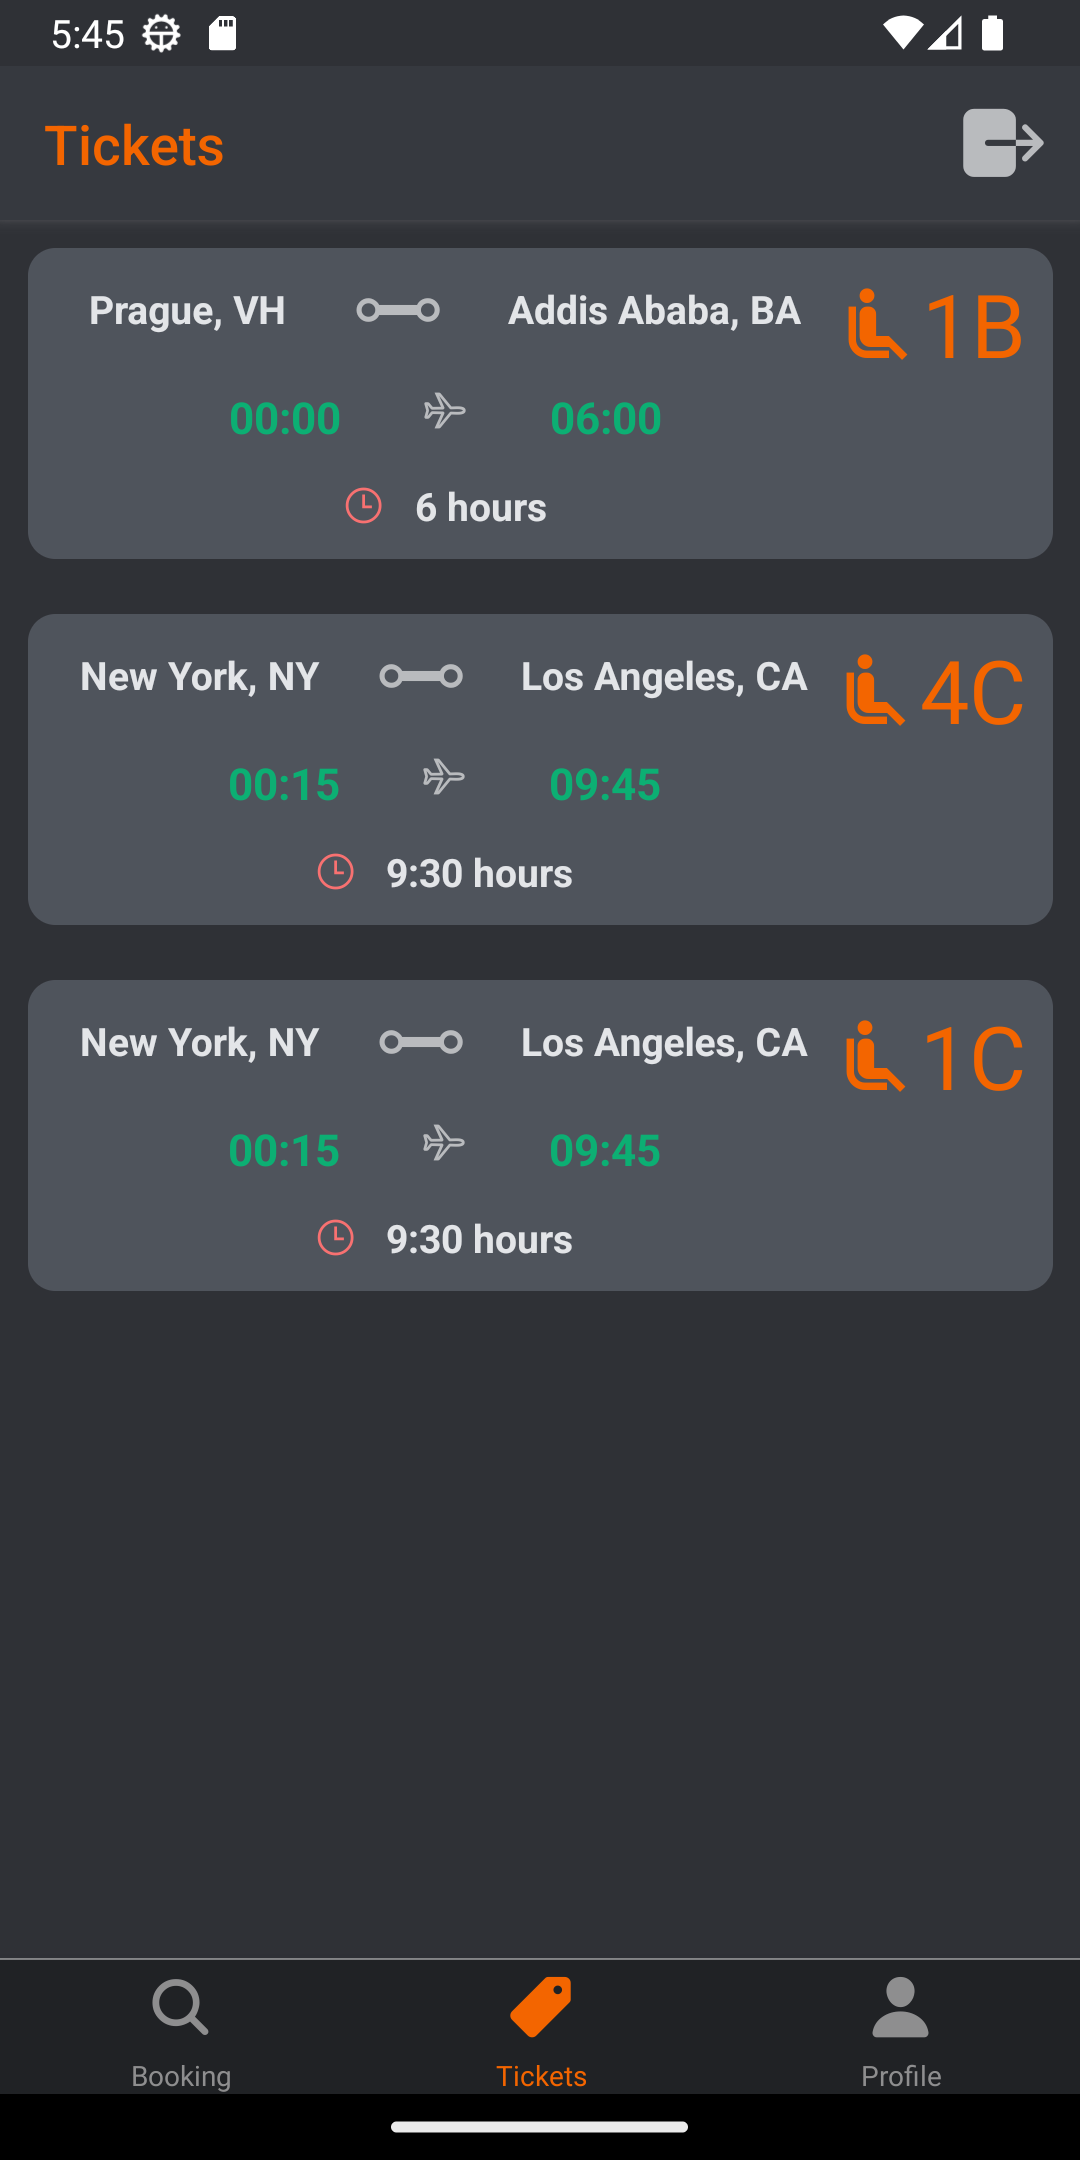 5:45
Tickets
Prague, VH Addis Ababa, BA 1B
00:00 06:00
6 hours
New York, NY Los Angeles, CA 4C
00:15 09:45
9:30 hours
New York, NY Los Angeles, CA 1C
00:15 09:45
9:30 hours
Booking Tickets Profile